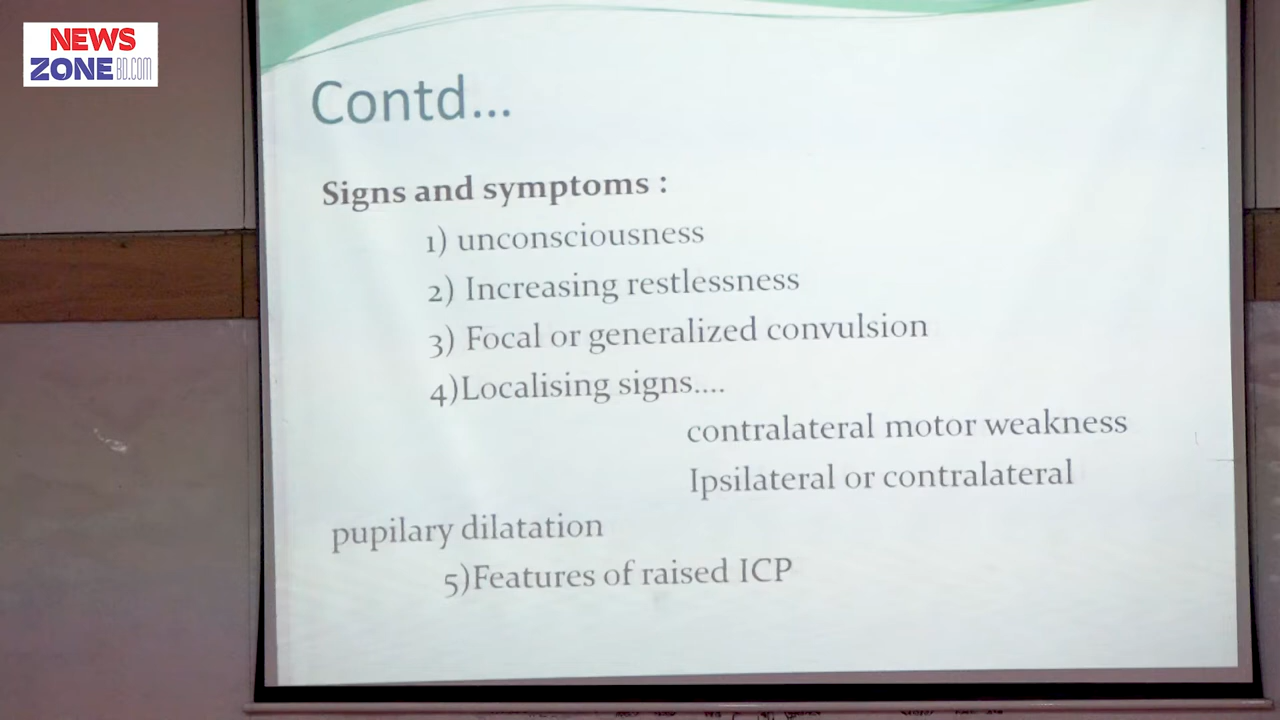 NEWS
ZONE BD.COM
Contd...
Signs and symptoms :
1) unconsciousness
2) Increasing restlessness
3) Focal or generalized convulsion
4)Localising signs....
contralateral motor weakness
Ipsilateral or contralateral
pupilary dilatation
5)Features of raised ICP